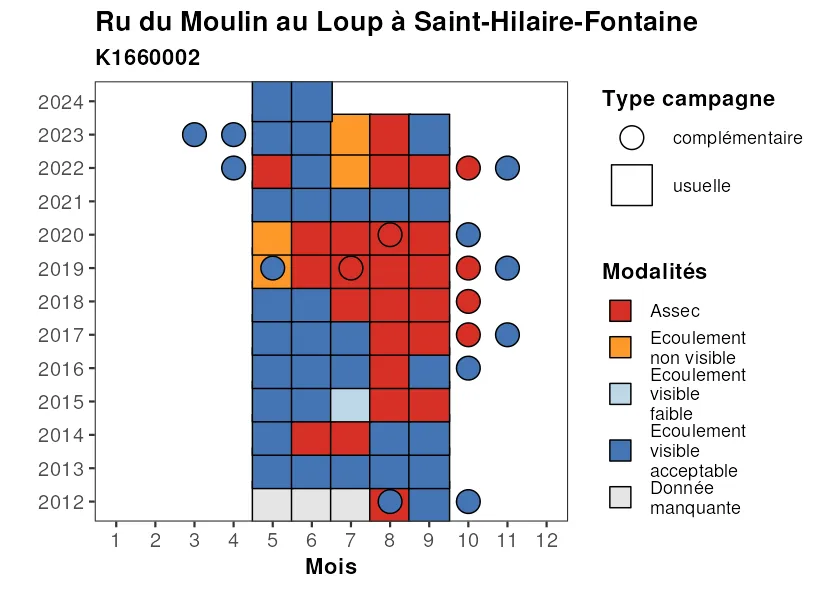 Ru du Moulin au Loup à Saint-Hilaire-Fontaine
K1660002
2024
2023
2022
2021
2020
2019
2018
2017
2016
2015
2014
2013
2012
1 2 3 4 5 6 7 8 9 10 11 12
Mois
Type campagne
complémentaire
usuelle
Modalités
Assec
Ecoulement
non visible
Ecoulement
visible
faible
Ecoulement
visible
acceptable
Donnée
manquante